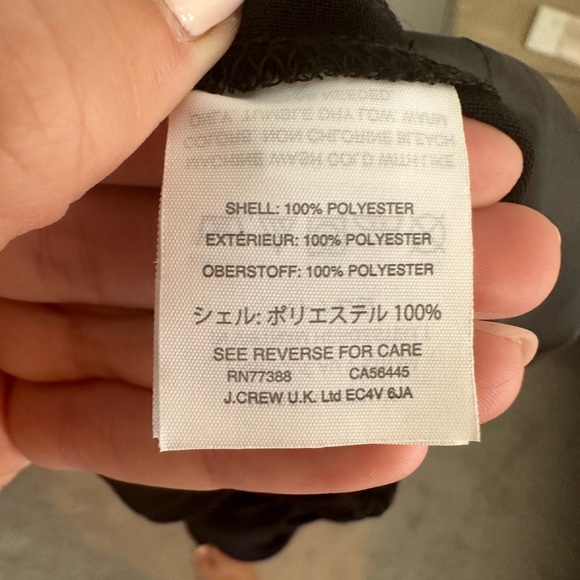 SHELL: 100% POLYESTER
EXTÉRIEUR: 100% POLYESTER
OBERSTOFF: 100% POLYESTER
シェル: ポリエステル 100%
SEE REVERSE FOR CARE
RN77388 CA56445
J.CREW U.K. Ltd EC4V 6JA